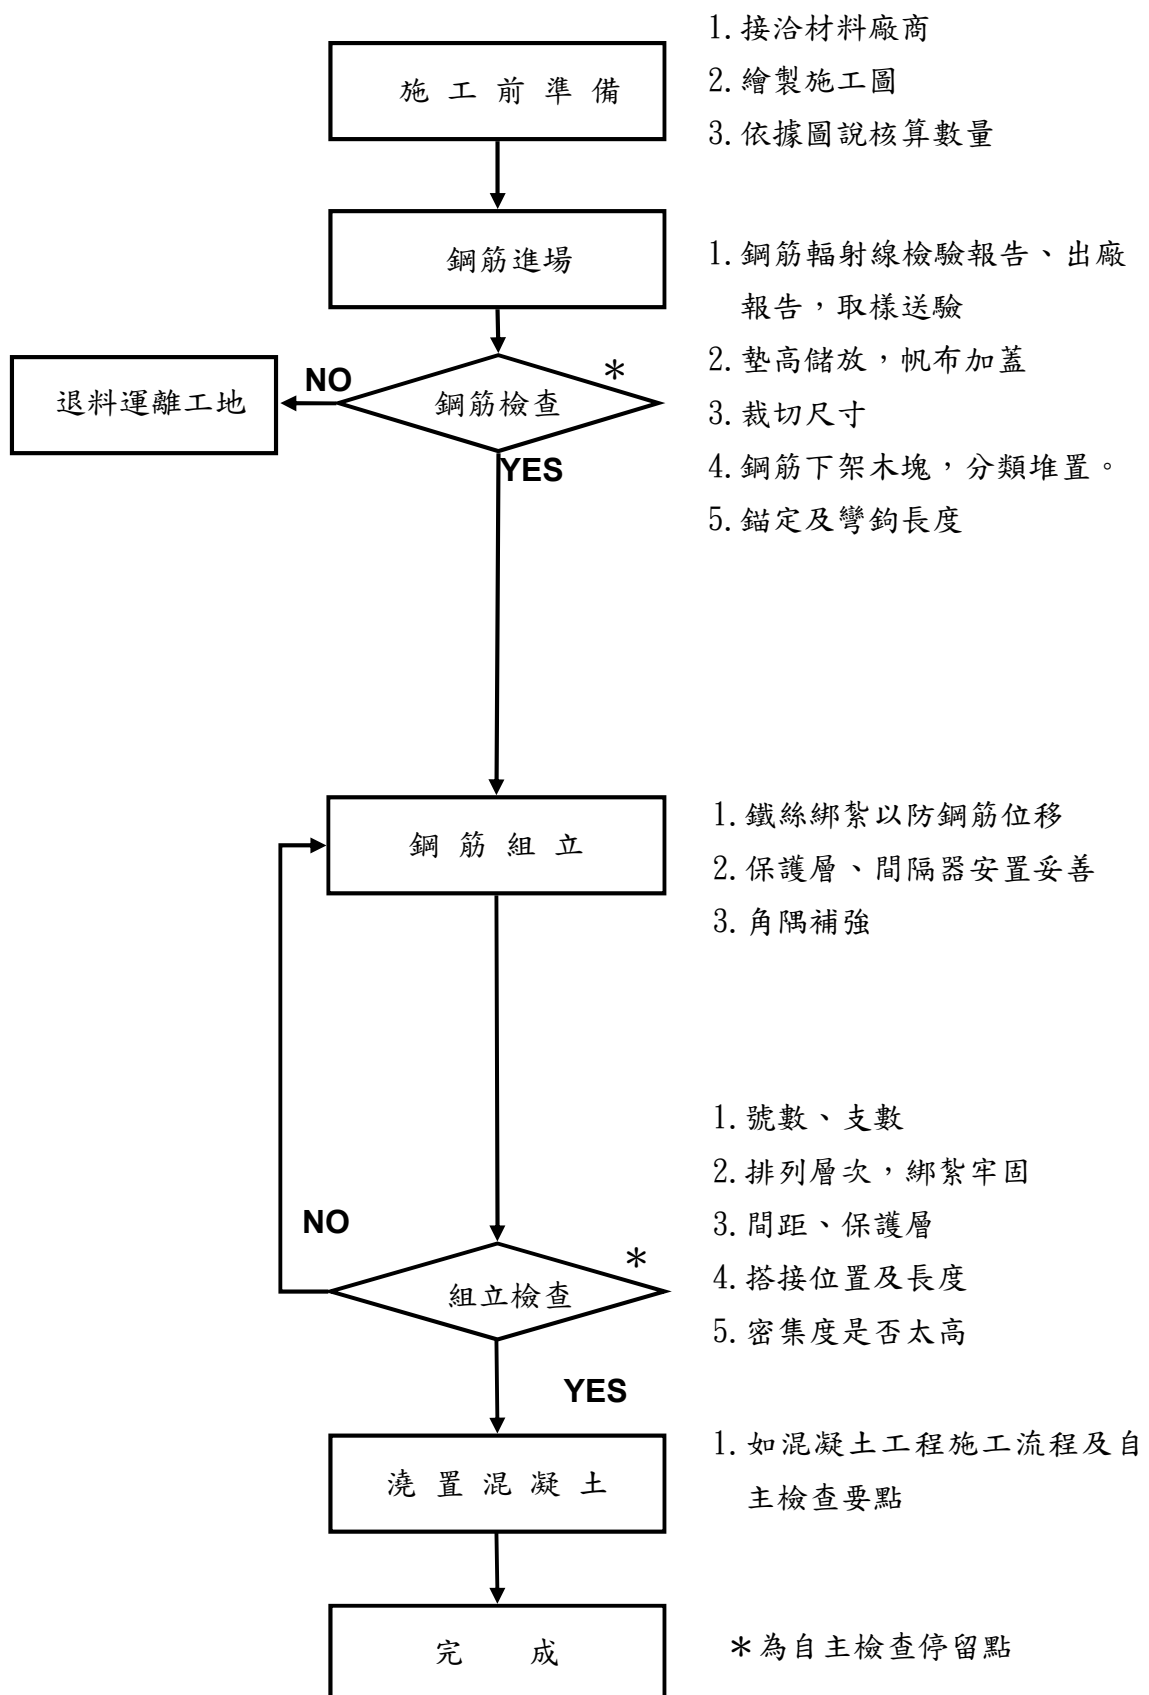 施工前準備
1.接洽材料廠商
2.繪製施工圖
3.依據圖說核算數量
鋼筋進場
1.鋼筋輻射線檢驗報告、出廠
報告，取樣送驗
2.墊高儲放，帆布加蓋
3.裁切尺寸
4.鋼筋下架木塊，分類堆置。
5.錨定及彎鉤長度
鋼筋檢查
＊
NO
退料運離工地
YES
鋼筋組立
1.鐵絲綁紮以防鋼筋位移
2.保護層、間隔器安置妥善
3.角隅補強
1.號數、支數
2.排列層次，綁紮牢固
3.間距、保護層
4.搭接位置及長度
5.密集度是否太高
NO
＊
組立檢查
YES
澆置混凝土
1.如混凝土工程施工流程及自
主檢查要點
完成
＊為自主檢查停留點